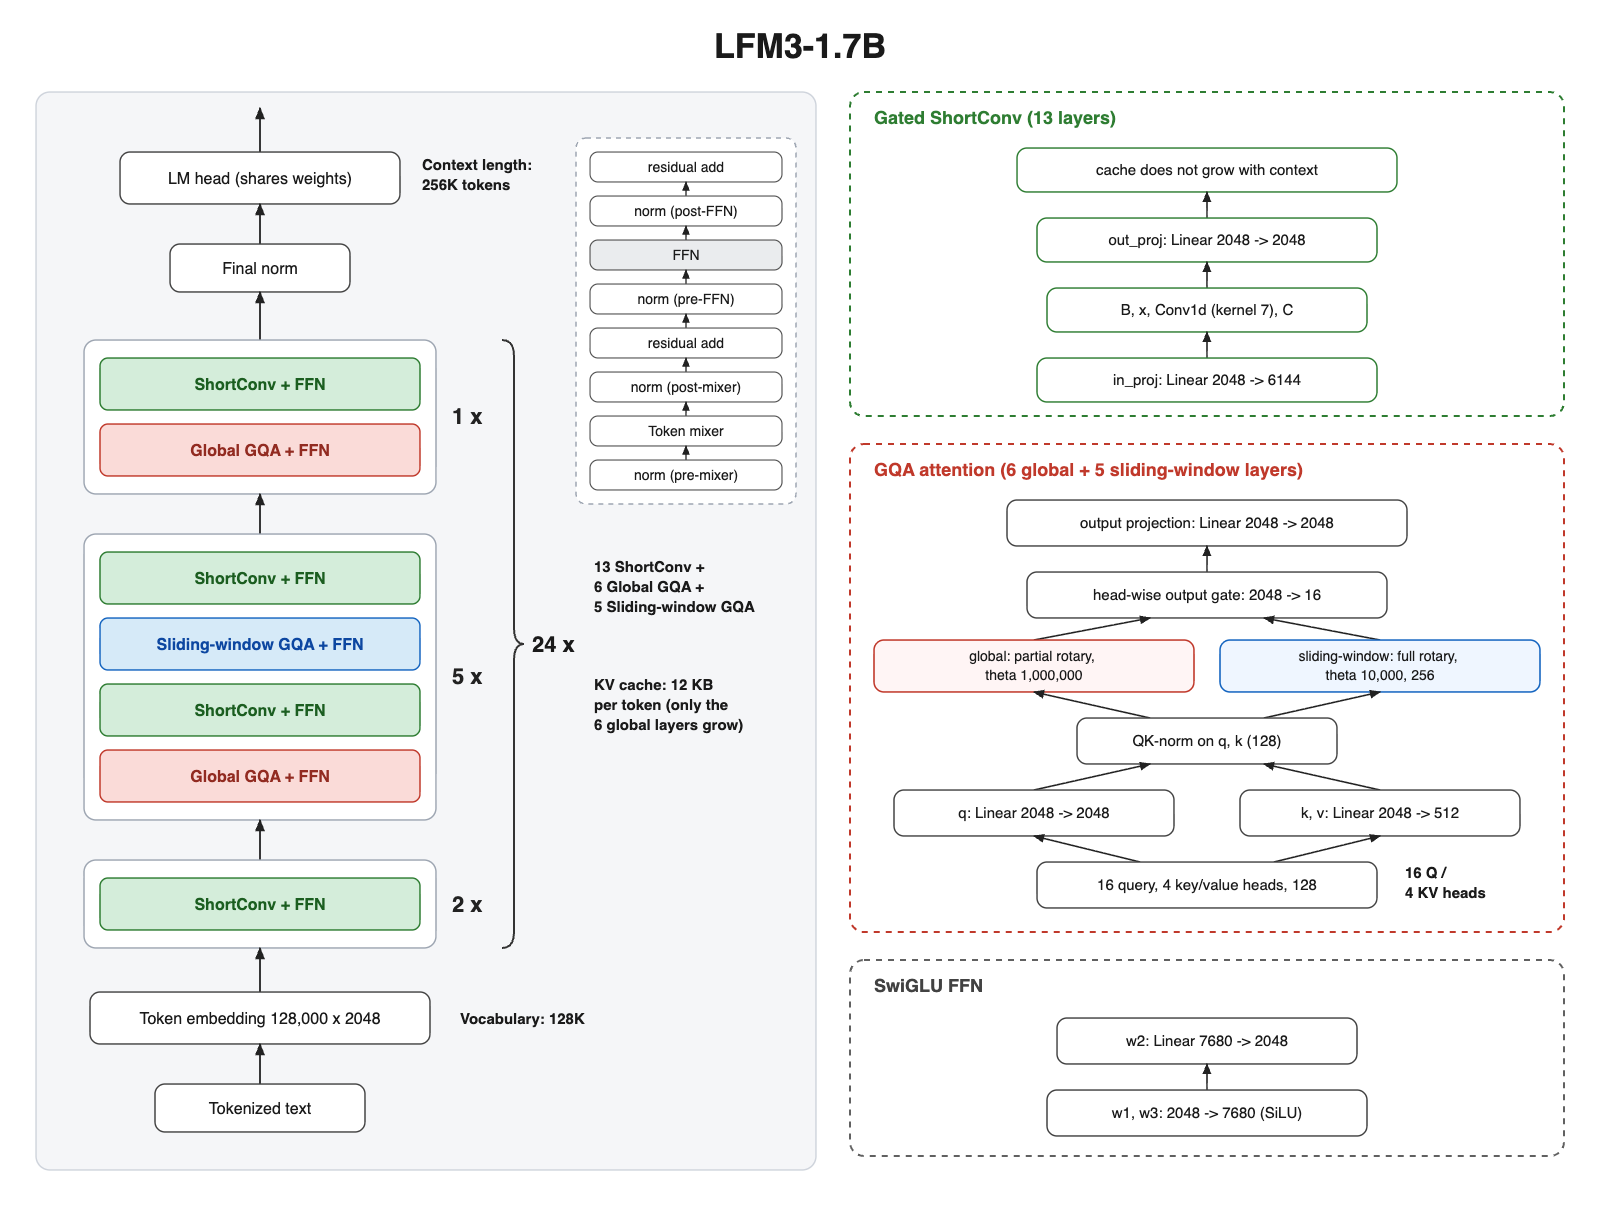 LFM3-1.7B
LM head (shares weights)
Context length:
256K tokens
Final norm
ShortConv + FFN
Global GQA + FFN
1 x
ShortConv + FFN
Sliding-window GQA + FFN
ShortConv + FFN
Global GQA + FFN
5 x
24 x
ShortConv + FFN
2 x
Token embedding 128,000 x 2048
Vocabulary: 128K
Tokenized text
residual add
norm (post-FFN)
FFN
norm (pre-FFN)
residual add
norm (post-mixer)
Token mixer
norm (pre-mixer)
13 ShortConv +
6 Global GQA +
5 Sliding-window GQA
KV cache: 12 KB
per token (only the
6 global layers grow)
Gated ShortConv (13 layers)
cache does not grow with context
out_proj: Linear 2048 -> 2048
B, x, Conv1d (kernel 7), C
in_proj: Linear 2048 -> 6144
GQA attention (6 global + 5 sliding-window layers)
output projection: Linear 2048 -> 2048
head-wise output gate: 2048 -> 16
global: partial rotary,
theta 1,000,000
sliding-window: full rotary,
theta 10,000, 256
QK-norm on q, k (128)
q: Linear 2048 -> 2048
k, v: Linear 2048 -> 512
16 query, 4 key/value heads, 128
16 Q /
4 KV heads
SwiGLU FFN
w2: Linear 7680 -> 2048
w1, w3: 2048 -> 7680 (SiLU)